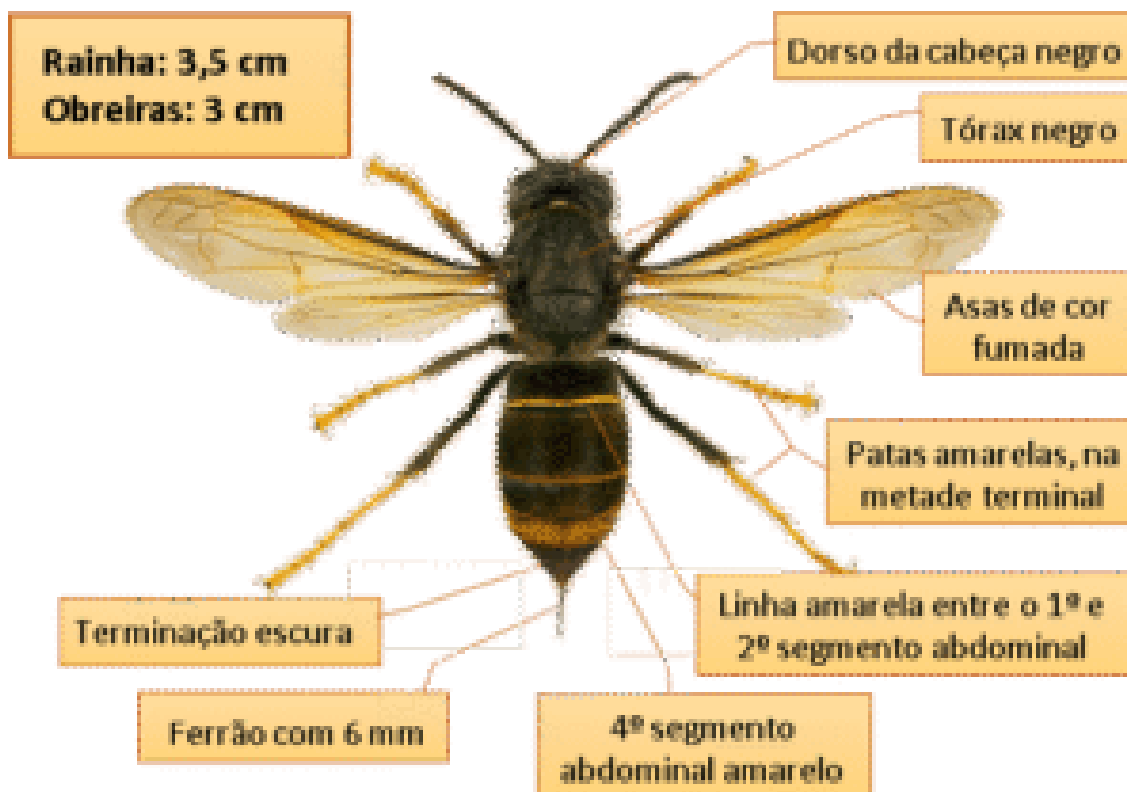 Rainha: 3,5 cm
Obreiras: 3 cm
Dorso da cabeça negro
Tórax negro
Asas de cor
fumada
Patas amarelas, na
metade terminal
Linha amarela entre o 1º e
2º segmento abdominal
Terminação escura
Ferrão com 6 mm
4º segmento
abdominal amarelo